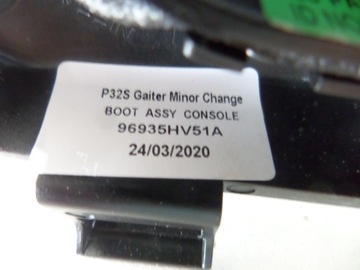 P32S Gaiter Minor Change
BOOT ASSY CONSOLE
96935HV51A
24/03/2020